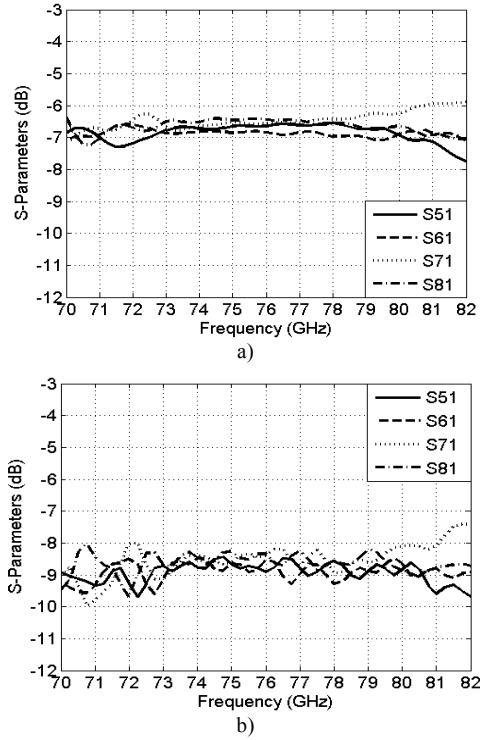 -3
-4
-5
-6
-7
-8
-9
-10
-11
-12
S-Parameters (dB)
S51
S61
S71
S81
70 71 72 73 74 75 76 77 78 79 80 81 82
Frequency (GHz)
a)
-3
-4
-5
-6
-7
-8
-9
-10
-11
-12
S-Parameters (dB)
S51
S61
S71
S81
70 71 72 73 74 75 76 77 78 79 80 81 82
Frequency (GHz)
b)